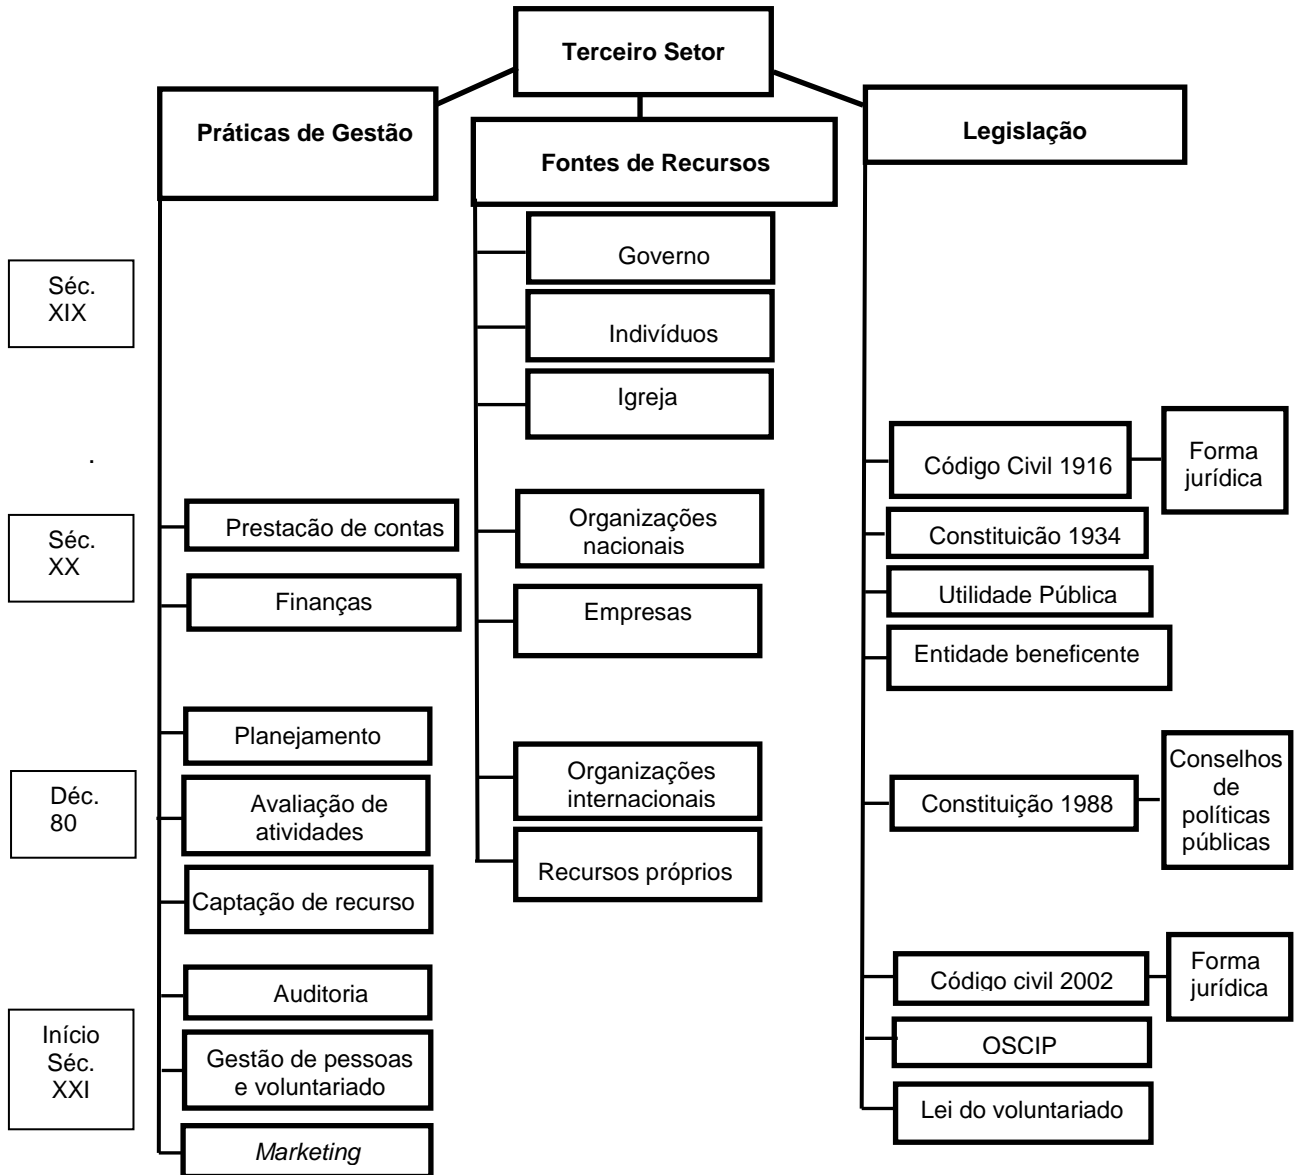 Terceiro Setor
Práticas de Gestão
Fontes de Recursos
Legislação
Séc.
XIX
.
Séc.
XX
Déc.
80
Início
Séc.
XXI
Prestacão de contas
Finanças
Planejamento
Avaliação de
atividades
Captação de recurso
Auditoria
Gestão de pessoas
e voluntariado
Marketing
Governo
Indivíduos
Igreja
Organizações
nacionais
Empresas
Organizações
internacionais
Recursos próprios
Código Civil 1916
Forma
jurídica
Constituicão 1934
Utilidade Pública
Entidade beneficente
Constituição 1988
Conselhos
de
políticas
públicas
Código civil 2002
Forma
jurídica
OSCIP
Lei do voluntariado